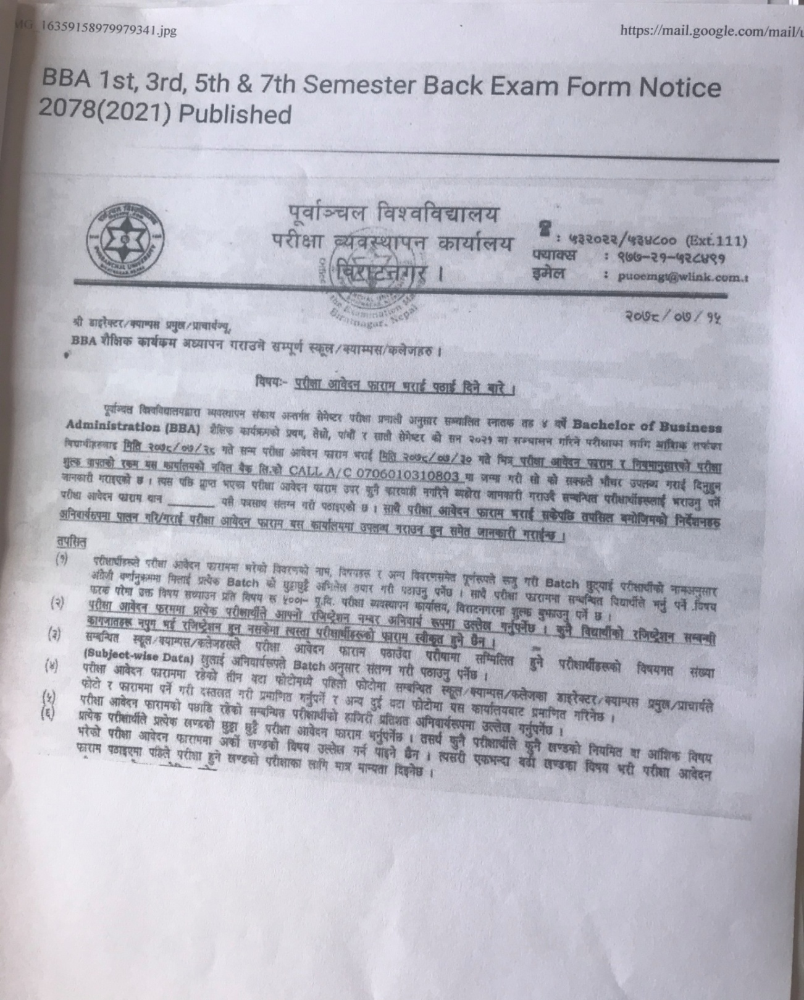 MG_16359158979979341.jpg
https://mail.google.com/mail/u
BBA 1st, 3rd, 5th & 7th Semester Back Exam Form Notice
2078(2021) Published
पूर्वाञ्चल विश्वविद्यालय
परीक्षा व्यवस्थापन कार्यालय
विराटनगर ।
: ५३२०२२/५३४८०० (Ext.111)
फ्याक्स : ९७७-२१-५२८४९१
इमेल : puoemgt@wlink.com.
PURBANCHAL UNIVERSITY
the Examination
Biratnagar, Nepal
२०७८/०७/१५
श्री डाइरेक्टर/क्याम्पस प्रमुख/प्राचार्यज्यू,
BBA शैक्षिक कार्यक्रम अध्यापन गराउने सम्पूर्ण स्कूल/क्याम्पस/कलेजहरु ।
विषयः- परीक्षा आवेदन फाराम भराई पठाई दिने बारे ।
पूर्वाञ्चल विश्वविद्यालयद्वारा व्यवस्थापन संकाय अन्तर्गत सेमेष्टर परीक्षा प्रणाली अनुसार सञ्चालित स्नातक तह ४ वर्षे Bachelor of Business
Administration (BBA) शैक्षिक कार्यक्रमको प्रथम, तेस्रो, पांचौं र सातौ सेमेष्टर को सन २०२१ मा सञ्चालन गरिने परीक्षाका लागि आंशिक तर्फका
विद्यार्थीहरुलाई मिति २०७८/०७/२८ गते सम्म परीक्षा आवेदन फाराम भराई मिति २०७८/०७/३० गते भित्र परीक्षा आवेदन फाराम र नियमानुसारको परीक्षा
शुल्क वापतको रकम यस कार्यालयको नविल बैंक लि.को CALL A/C 0706010310803 मा जम्मा गरी सो को सक्कलै भौचर उपलब्ध गराई दिनुहुन
जानकारी गराइएको छ । त्यस पछि प्राप्त भएका परीक्षा आवेदन फाराम उपर कुनै कारवाही नगरिने व्यहोरा जानकारी गराउदै सम्बन्धित परीक्षार्थीहरुलाई भराउनु पर्ने
परीक्षा आवेदन फाराम थान ________ यसै पत्रसाथ संलग्न गरी पठाइएको छ । साथै परीक्षा आवेदन फाराम भराई सकेपछि तपसिल बमोजिमको निर्देशनहरु
अनिवार्यरुपमा पालन गरि/गराई परीक्षा आवेदन फाराम यस कार्यालयमा उपलब्ध गराउन हुन समेत जानकारी गराईन्छ ।
तपसिल
(१) परीक्षार्थीहरुले परीक्षा आवेदन फाराममा भरेको विवरणको नाम, विषयहरु र अन्य विवरणसमेत पूर्णरुपले रुजु गरी Batch छुट्याई परीक्षार्थीको नामअनुसार
अंग्रेजी वर्णानुक्रममा मिलाई प्रत्येक Batch को छुट्टाछुट्टै अभिलेख तयार गरी पठाउनु पर्नेछ । साथै परीक्षा फाराममा सम्बन्धित विद्यार्थीले भर्नु पर्ने विषय
फरक परेमा उक्त विषय सच्याउन प्रति विषय रु ५००।- पू.वि. परीक्षा व्यवस्थापन कार्यालय, विराटनगरमा शुल्क बुझाउनु पर्ने छ ।
(२) परीक्षा आवेदन फरममा प्रत्येक परीक्षार्थीले आफ्नो रजिष्ट्रेशन नम्बर अनिवार्य रूपमा उल्लेख गर्नुपर्नेछ । कुनै विद्यार्थीको रजिष्ट्रेशन सम्बन्धी
कागजातहरू नपुग भई रजिष्ट्रेशन हुन नसकेमा त्यस्ता परीक्षार्थीहरूको फाराम स्वीकृत हुने छैन ।
(३) सम्बन्धित स्कूल/क्याम्पस/कलेजहरुले परीक्षा आवेदन फाराम पठाउँदा परीक्षामा सम्मिलित हुने परीक्षार्थीहरूको विषयगत संख्या
(Subject-wise Data) खुलाई अनिवार्यरुपले Batch अनुसार संलग्न गरी पठाउनु पर्नेछ ।
(४) परीक्षा आवेदन फाराममा रहेको तीन वटा फोटोमध्ये पहिलो फोटोमा सम्बन्धित स्कूल/क्याम्पस/कलेजका डाइरेक्टर/क्याम्पस प्रमुख/प्राचार्यले
फोटो र फाराममा पर्ने गरी दस्तखत गरी प्रमाणित गर्नुपर्ने र अन्य दुई वटा फोटोमा यस कार्यालयबाट प्रमाणित गरिनेछ ।
(५) परीक्षा आवेदन फारामको पछाडि रहेको सम्बन्धित परीक्षार्थीको हाजिरी प्रतिशत अनिवार्यरुपमा उल्लेख गर्नुपर्नेछ ।
(६) प्रत्येक परीक्षार्थीले प्रत्येक खण्डको छुट्टा छुट्टै परीक्षा आवेदन फाराम भर्नुपर्नेछ । तसर्थ कुनै परीक्षार्थीले कुनै खण्डको नियमित वा आंशिक विषय
भरेको परीक्षा आवेदन फाराममा अर्को खण्डको विषय उल्लेख गर्न पाइने छैन । त्यसरी एकभन्दा बढी खण्डका विषय भरी परीक्षा आवेदन
फाराम पठाइएमा पहिले परीक्षा हुने खण्डको परीक्षाका लागि मात्र मान्यता दिइनेछ ।